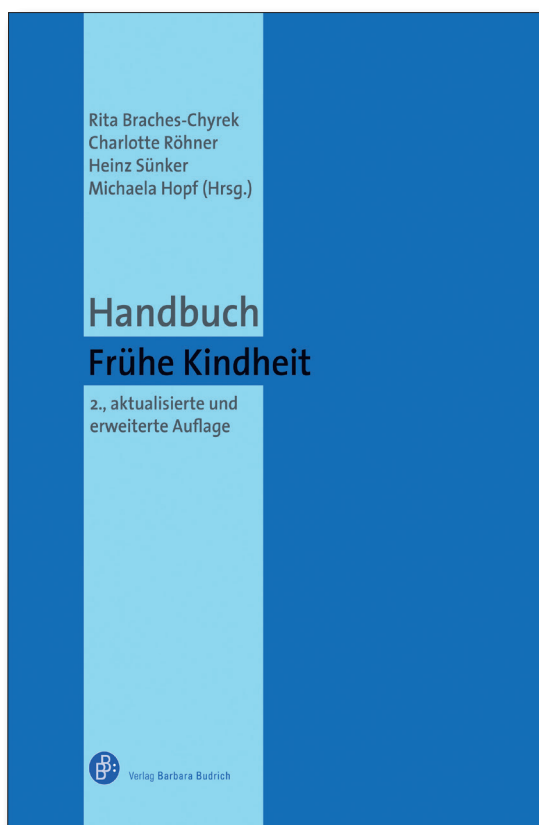 Rita Braches-Chyrek
Charlotte Röhner
Heinz Sünker
Michaela Hopf (Hrsg.)
Handbuch
Frühe Kindheit
2., aktualisierte und
erweiterte Auflage
BB:
Verlag Barbara Budrich